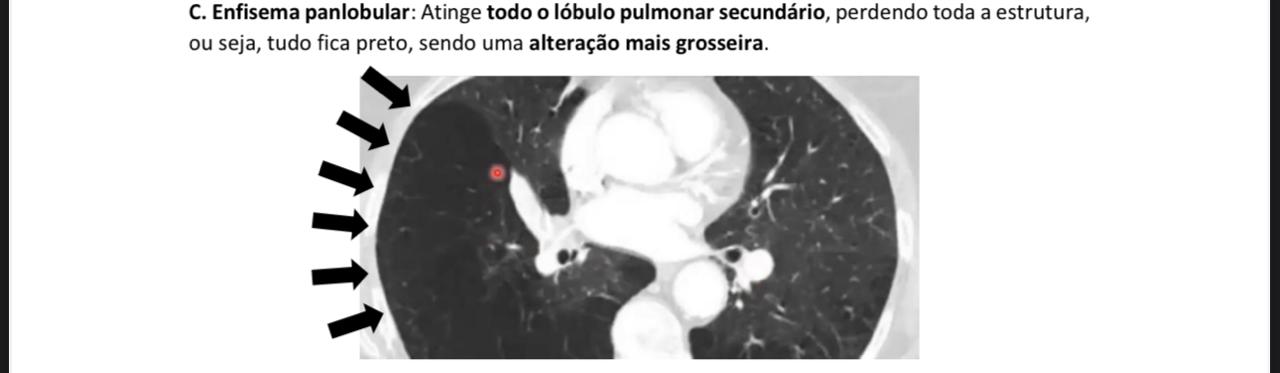 C. Enfisema panlobular: Atinge todo o lóbulo pulmonar secundário, perdendo toda a estrutura,
ou seja, tudo fica preto, sendo uma alteração mais grosseira.